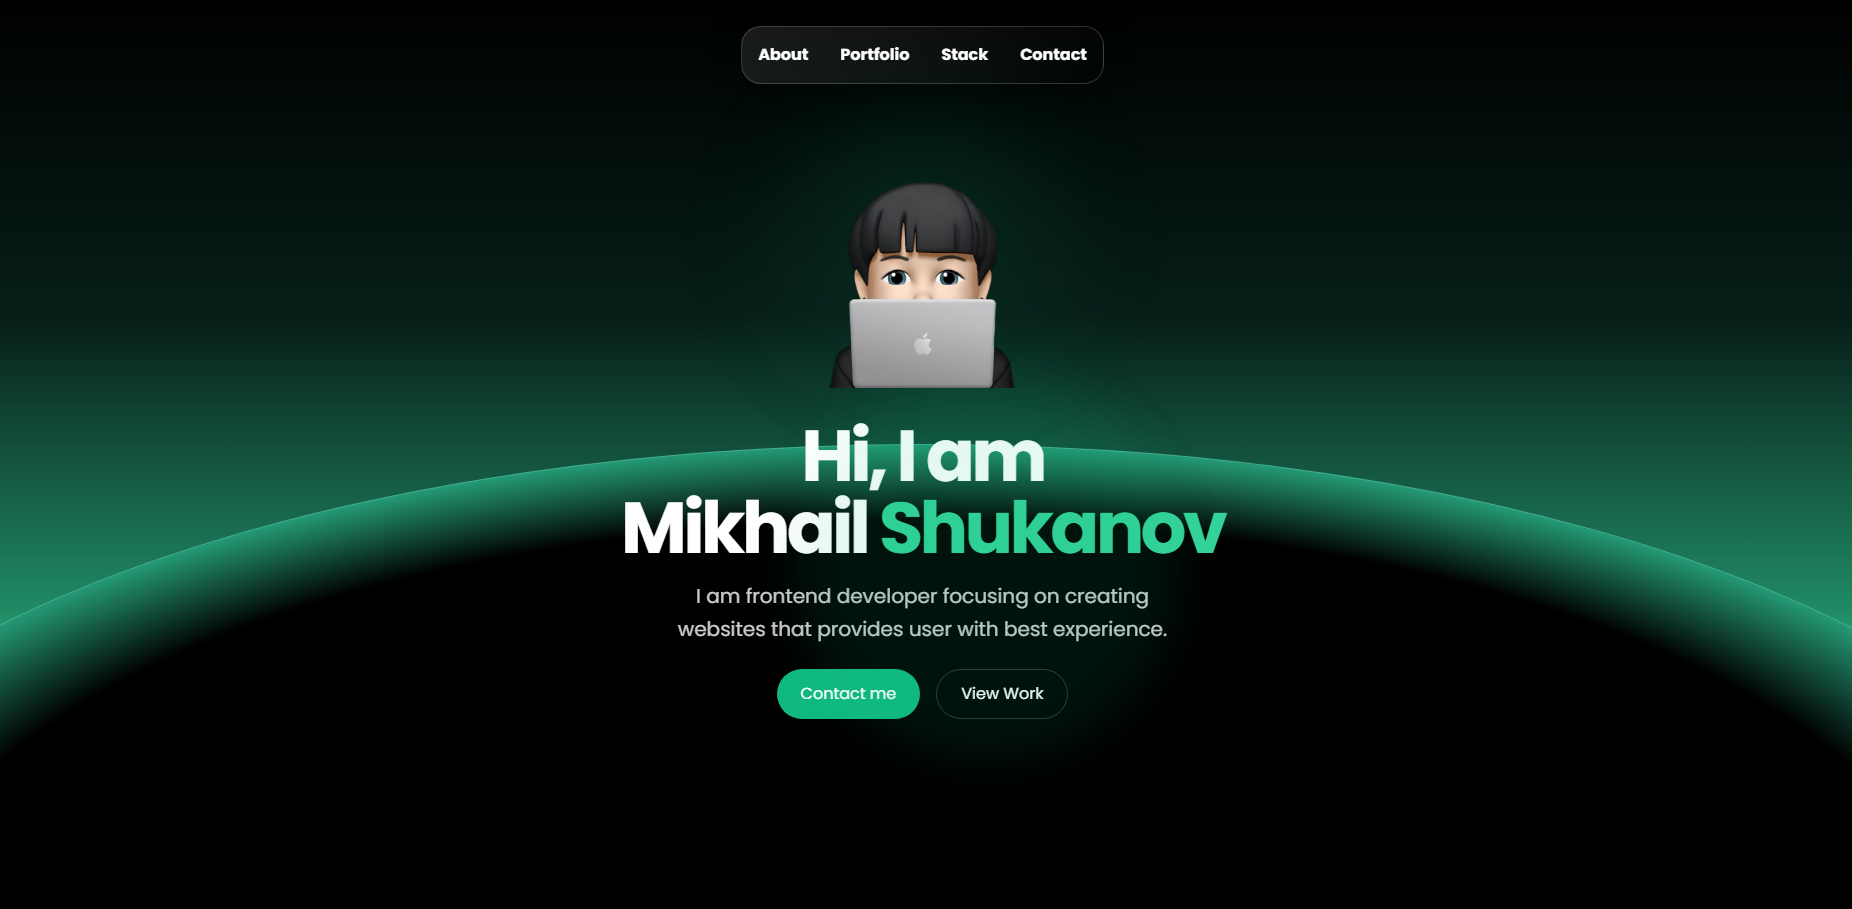 About Portfolio Stack Contact
Hi, I am
Mikhail Shukanov
I am frontend developer focusing on creating
websites that provides user with best experience.
Contact me View Work